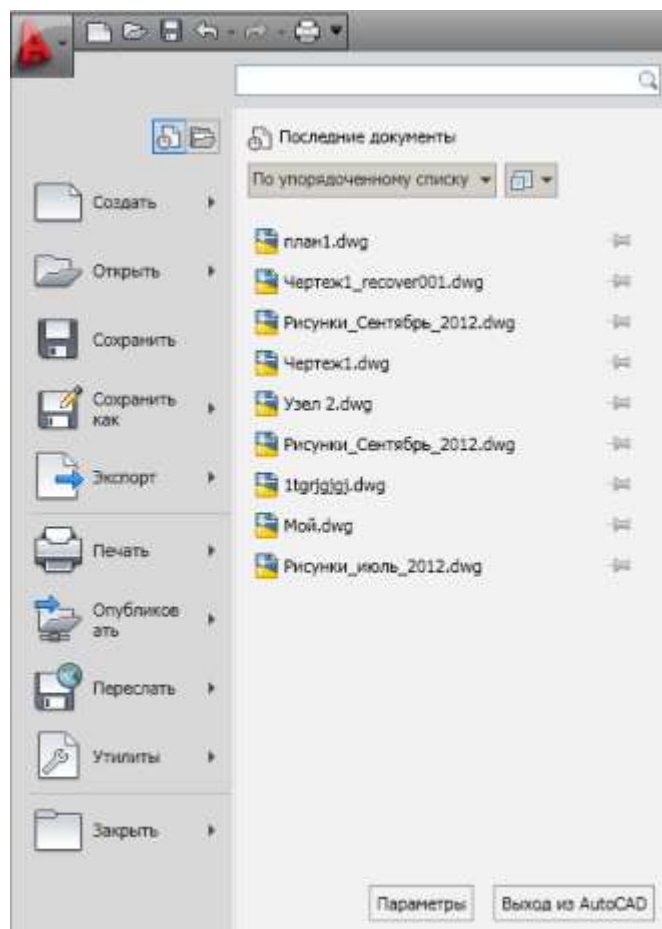 Последние документы
По упорядоченному списку
Создать
Открыть
Сохранить
Сохранить
как
Экспорт
Печать
Опубликов
ать
Переслать
Утилиты
Закрыть
план1.dwg
Чертеж1_recover001.dwg
Рисунки_Сентябрь_2012.dwg
Чертеж1.dwg
Узел 2.dwg
Рисунки_Сентябрь_2012.dwg
1tgrjgjgj.dwg
Мой.dwg
Рисунки_июль_2012.dwg
Параметры
Выход из AutoCAD